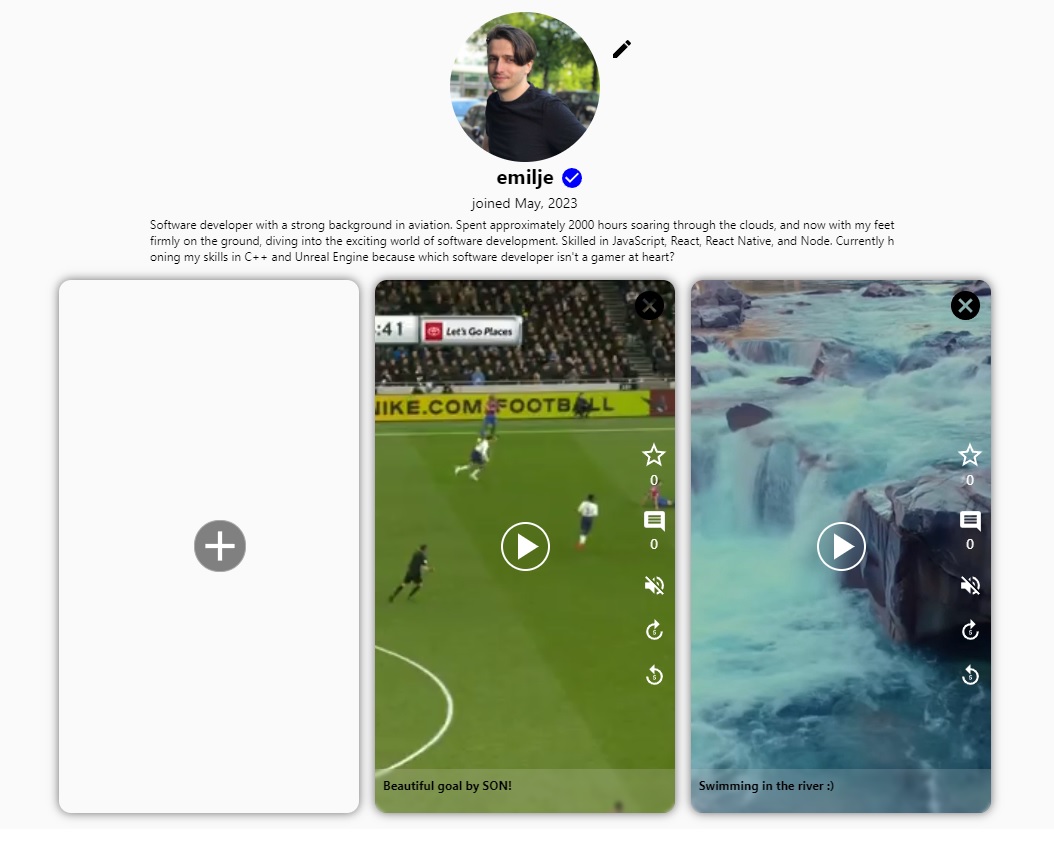 emilje
joined May, 2023
Software developer with a strong background in aviation. Spent approximately 2000 hours soaring through the clouds, and now with my feet
firmly on the ground, diving into the exciting world of software development. Skilled in JavaScript, React, React Native, and Node. Currently h
oning my skills in C++ and Unreal Engine because which software developer isn't a gamer at heart?
:41 Let's Go Places
NIKE.COM/FOOTBALL
0
0
5
5
Beautiful goal by SON!
0
0
5
5
Swimming in the river :)